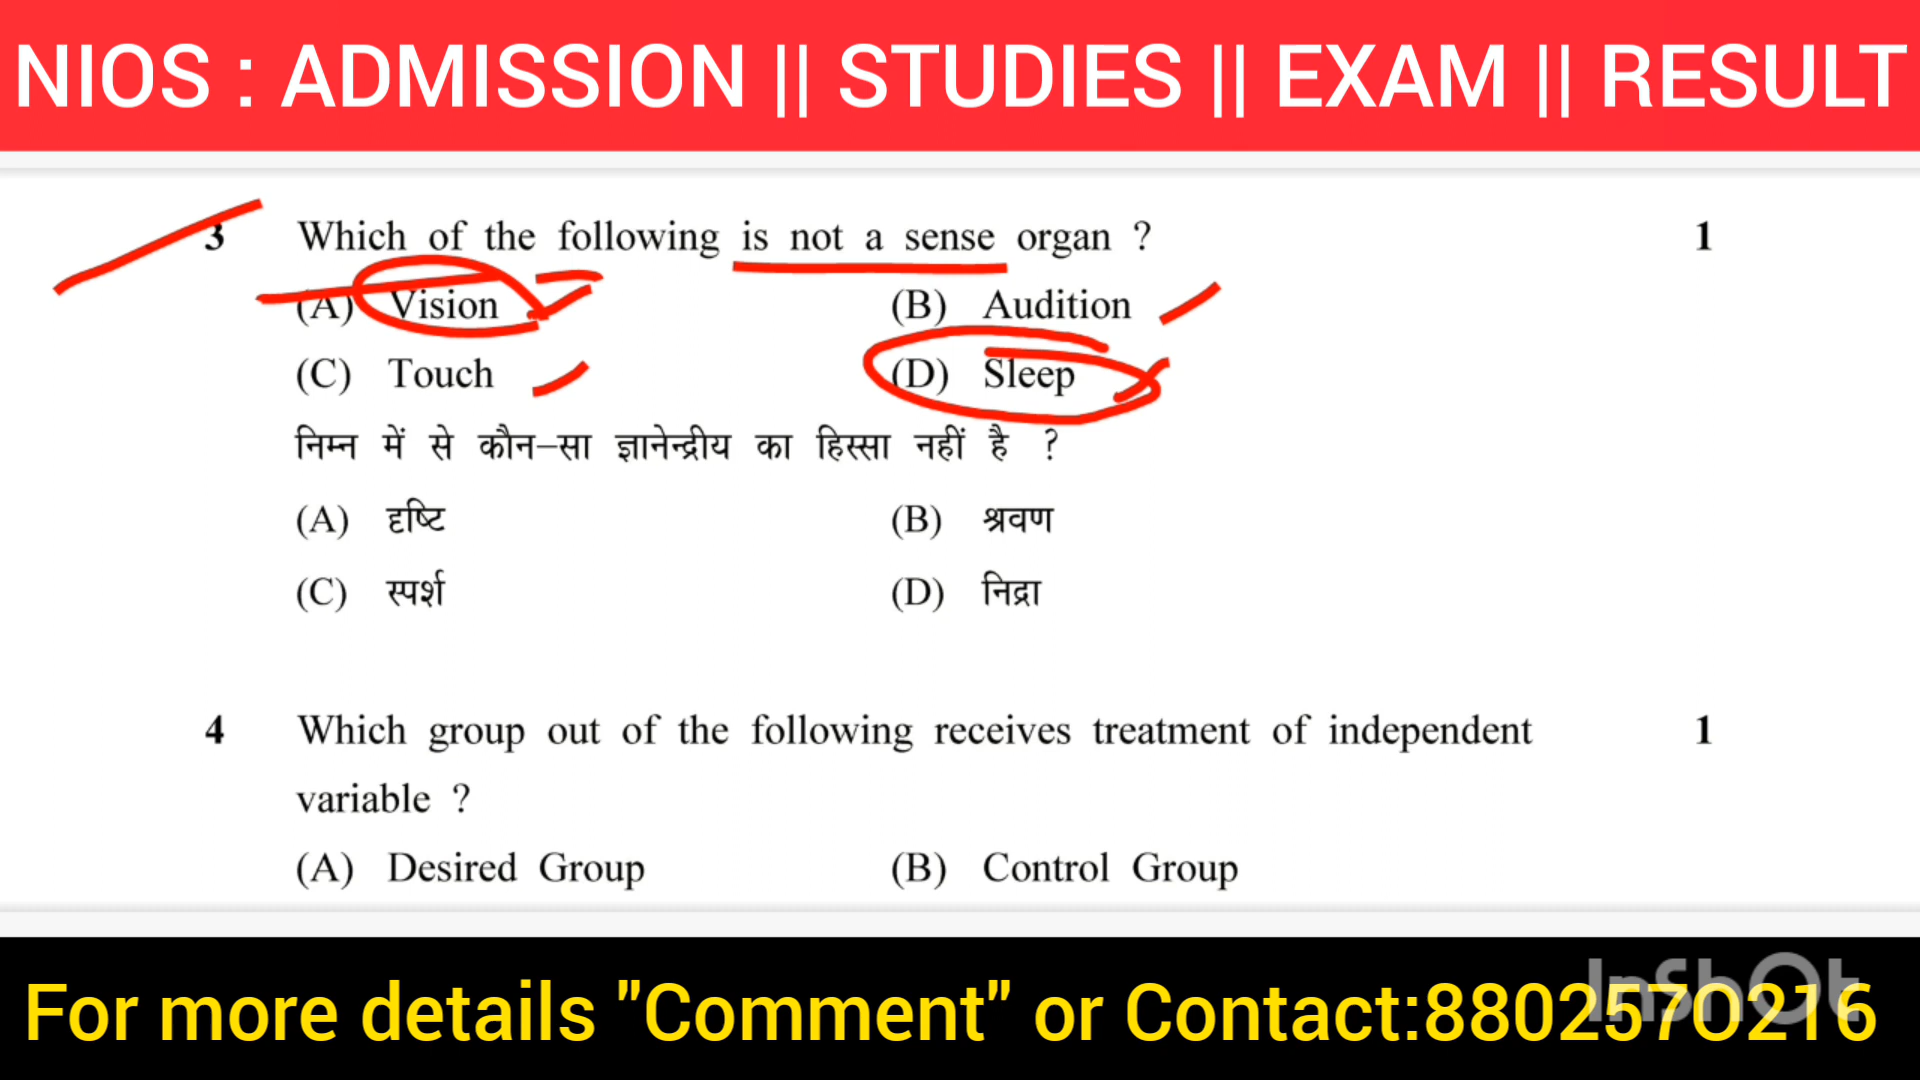 NIOS : ADMISSION || STUDIES || EXAM || RESULT
3 Which of the following is not a sense organ ? 1
(A) Vision (B) Audition
(C) Touch (D) Sleep
निम्न में से कौन-सा ज्ञानेन्द्रीय का हिस्सा नहीं है ?
(A) दृष्टि (B) श्रवण
(C) स्पर्श (D) निद्रा
4 Which group out of the following receives treatment of independent 1
variable ?
(A) Desired Group (B) Control Group
InShOt
For more details "Comment" or Contact:8802570216